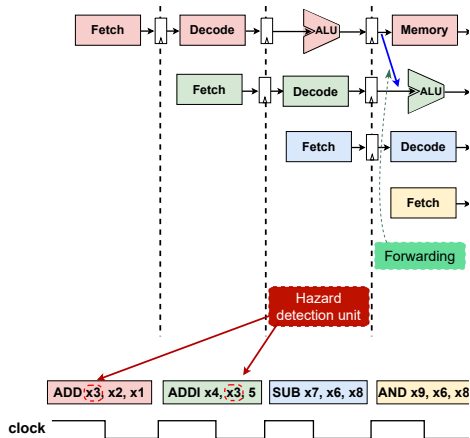 Fetch Decode ALU Memory
Fetch Decode ALU
Fetch Decode
Fetch
Forwarding
Hazard
detection unit
ADD x3, x2, x1 ADDI x4, x3, 5 SUB x7, x6, x8 AND x9, x6, x8
clock